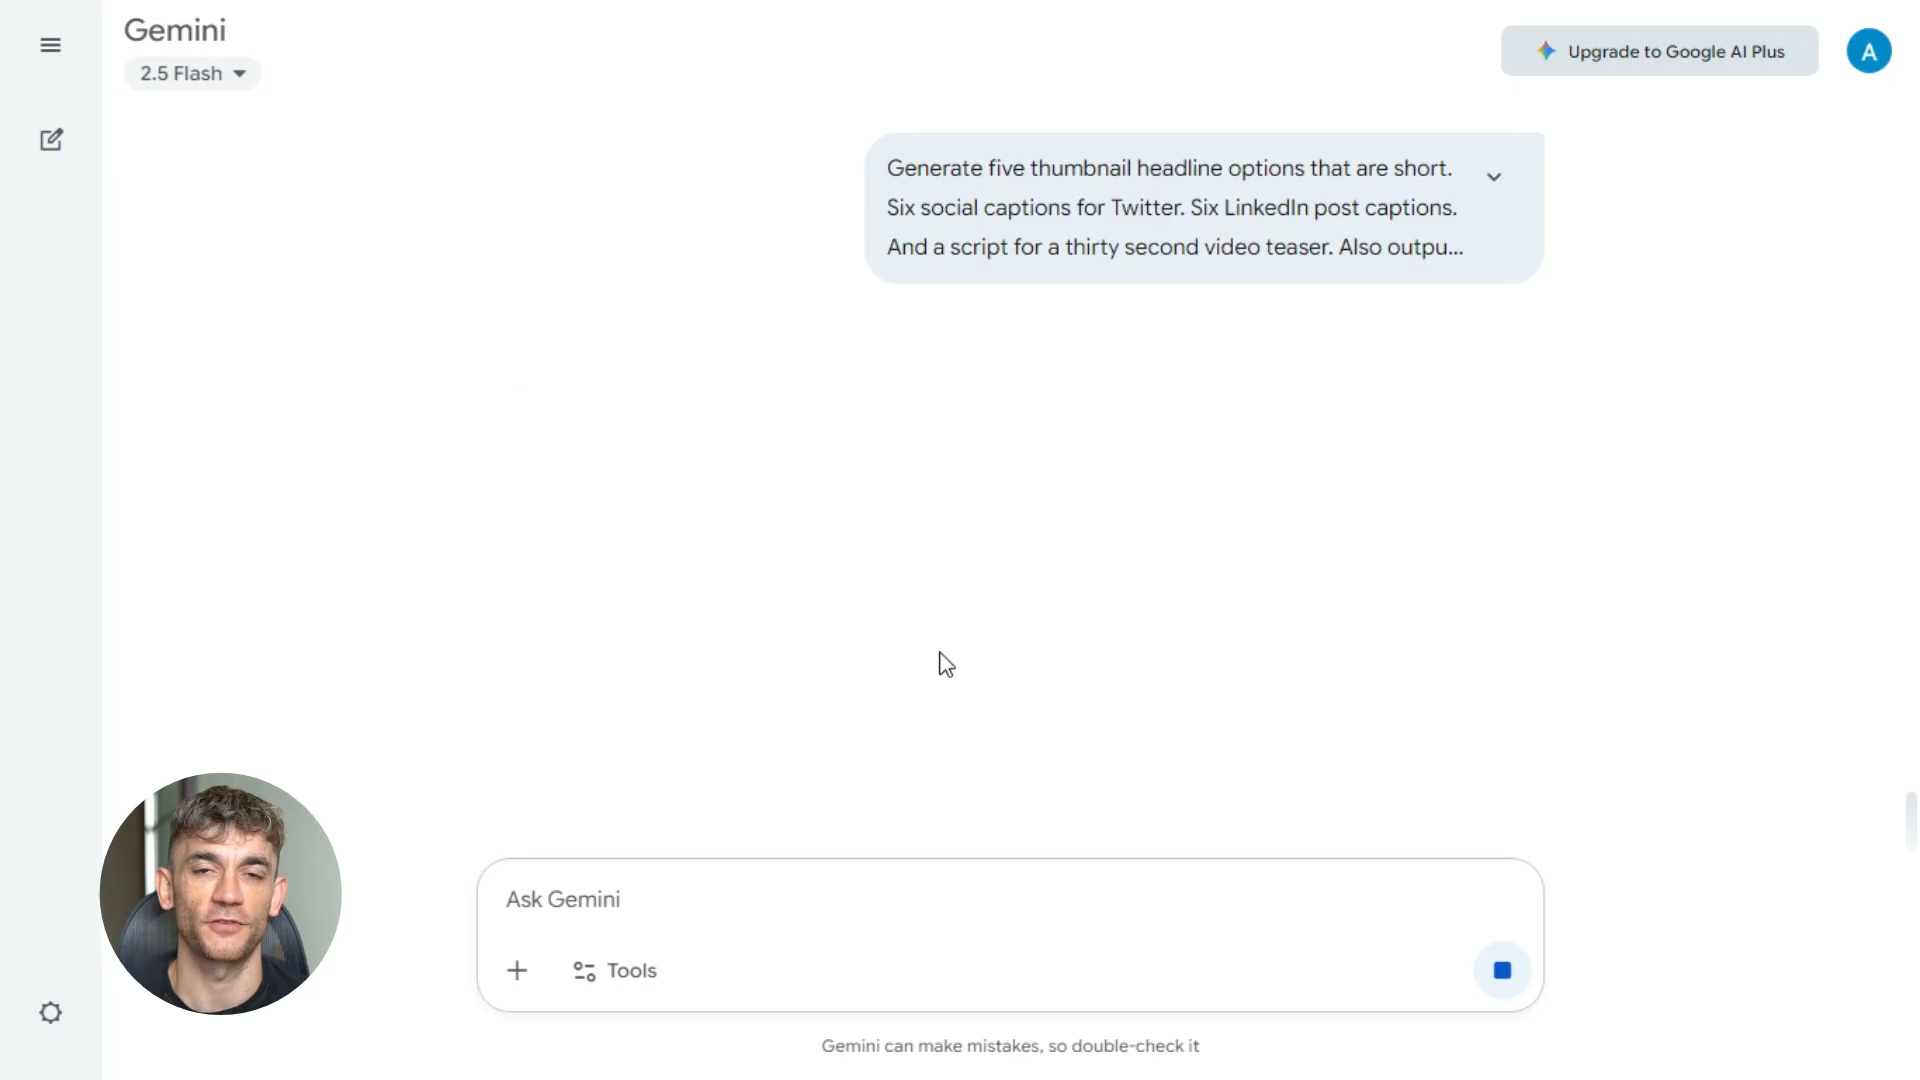 Gemini
2.5 Flash
Upgrade to Google AI Plus
A
Generate five thumbnail headline options that are short.
Six social captions for Twitter. Six LinkedIn post captions.
And a script for a thirty second video teaser. Also outpu...
Ask Gemini
Tools
Gemini can make mistakes, so double-check it